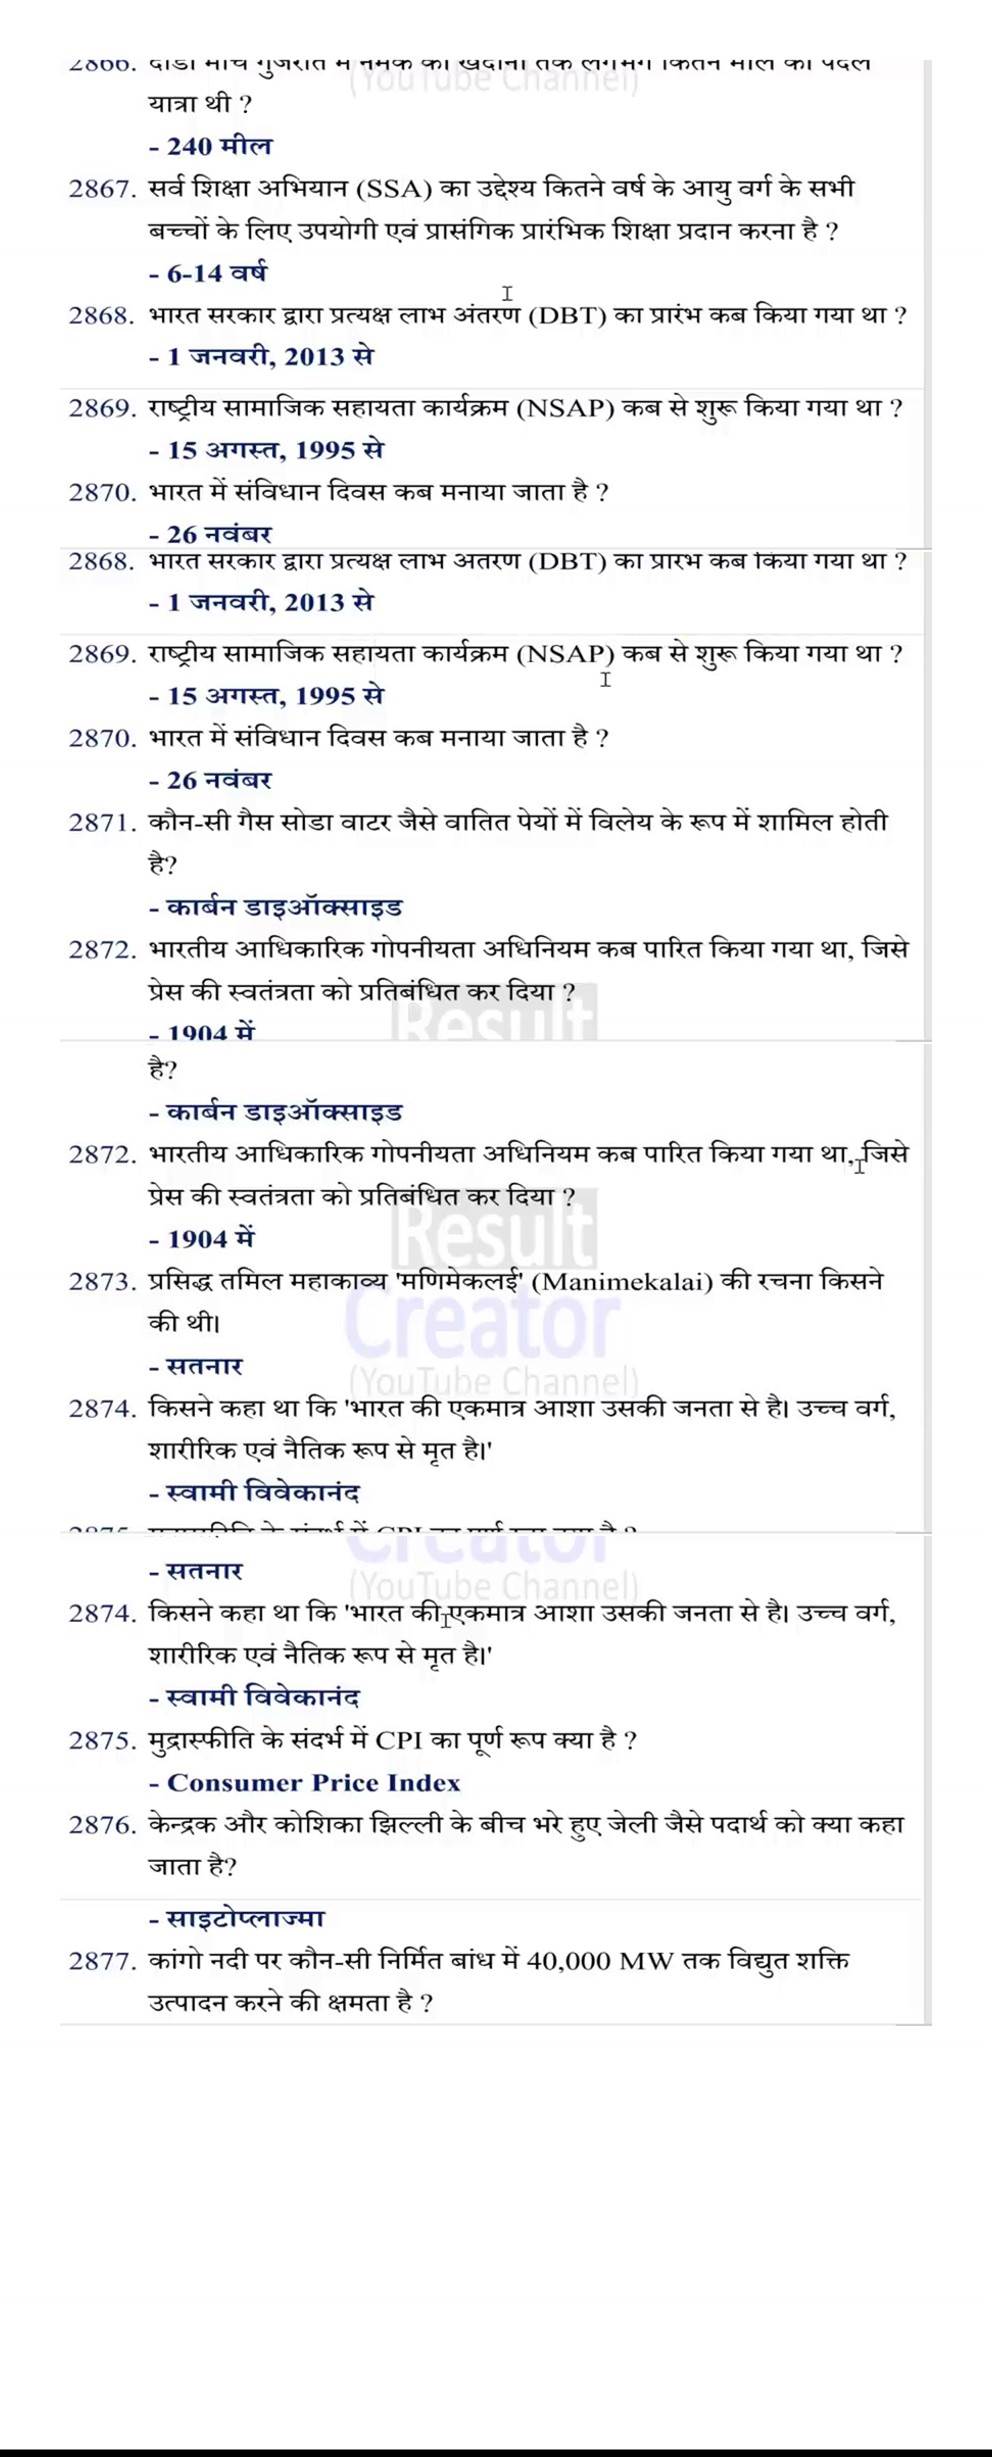 2866. दांडी मार्च गुजरात में नमक की खदानों तक लगभग कितने मील की पैदल
(YouTube Channel)
यात्रा थी ?
- 240 मील
2867. सर्व शिक्षा अभियान (SSA) का उद्देश्य कितने वर्ष के आयु वर्ग के सभी
बच्चों के लिए उपयोगी एवं प्रासंगिक प्रारंभिक शिक्षा प्रदान करना है ?
- 6-14 वर्ष
2868. भारत सरकार द्वारा प्रत्यक्ष लाभ अंतरण (DBT) का प्रारंभ कब किया गया था ?
- 1 जनवरी, 2013 से
2869. राष्ट्रीय सामाजिक सहायता कार्यक्रम (NSAP) कब से शुरू किया गया था ?
- 15 अगस्त, 1995 से
2870. भारत में संविधान दिवस कब मनाया जाता है ?
- 26 नवंबर
2868. भारत सरकार द्वारा प्रत्यक्ष लाभ अंतरण (DBT) का प्रारंभ कब किया गया था ?
- 1 जनवरी, 2013 से
2869. राष्ट्रीय सामाजिक सहायता कार्यक्रम (NSAP) कब से शुरू किया गया था ?
- 15 अगस्त, 1995 से
2870. भारत में संविधान दिवस कब मनाया जाता है ?
- 26 नवंबर
2871. कौन-सी गैस सोडा वाटर जैसे वातित पेयों में विलेय के रूप में शामिल होती
है?
- कार्बन डाइऑक्साइड
2872. भारतीय आधिकारिक गोपनीयता अधिनियम कब पारित किया गया था, जिसे
प्रेस की स्वतंत्रता को प्रतिबंधित कर दिया ?
Result
- 1904 में
है?
- कार्बन डाइऑक्साइड
2872. भारतीय आधिकारिक गोपनीयता अधिनियम कब पारित किया गया था, जिसे
प्रेस की स्वतंत्रता को प्रतिबंधित कर दिया ?
Result
- 1904 में
2873. प्रसिद्ध तमिल महाकाव्य 'मणिमेकलई' (Manimekalai) की रचना किसने
की थी।
Creator
- सतनार
(YouTube Channel)
2874. किसने कहा था कि 'भारत की एकमात्र आशा उसकी जनता से है। उच्च वर्ग,
शारीरिक एवं नैतिक रूप से मृत है।'
- स्वामी विवेकानंद
2875. मुद्रास्फीति के संदर्भ में CPI का पूर्ण रूप क्या है ?
Creator
- सतनार
(YouTube Channel)
2874. किसने कहा था कि 'भारत की एकमात्र आशा उसकी जनता से है। उच्च वर्ग,
शारीरिक एवं नैतिक रूप से मृत है।'
- स्वामी विवेकानंद
2875. मुद्रास्फीति के संदर्भ में CPI का पूर्ण रूप क्या है ?
- Consumer Price Index
2876. केन्द्रक और कोशिका झिल्ली के बीच भरे हुए जेली जैसे पदार्थ को क्या कहा
जाता है?
- साइटोप्लाज्मा
2877. कांगो नदी पर कौन-सी निर्मित बांध में 40,000 MW तक विद्युत शक्ति
उत्पादन करने की क्षमता है ?